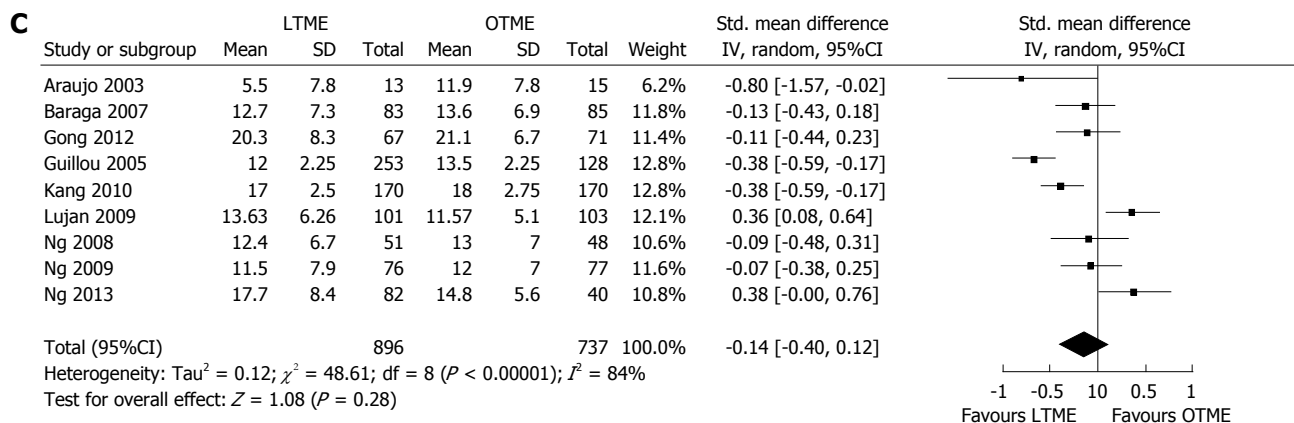 C
LTME OTME Std. mean difference Std. mean difference
Study or subgroup Mean SD Total Mean SD Total Weight IV, random, 95%CI IV, random, 95%CI
Araujo 2003 5.5 7.8 13 11.9 7.8 15 6.2% -0.80 [-1.57, -0.02]
Baraga 2007 12.7 7.3 83 13.6 6.9 85 11.8% -0.13 [-0.43, 0.18]
Gong 2012 20.3 8.3 67 21.1 6.7 71 11.4% -0.11 [-0.44, 0.23]
Guillou 2005 12 2.25 253 13.5 2.25 128 12.8% -0.38 [-0.59, -0.17]
Kang 2010 17 2.5 170 18 2.75 170 12.8% -0.38 [-0.59, -0.17]
Lujan 2009 13.63 6.26 101 11.57 5.1 103 12.1% 0.36 [0.08, 0.64]
Ng 2008 12.4 6.7 51 13 7 48 10.6% -0.09 [-0.48, 0.31]
Ng 2009 11.5 7.9 76 12 7 77 11.6% -0.07 [-0.38, 0.25]
Ng 2013 17.7 8.4 82 14.8 5.6 40 10.8% 0.38 [-0.00, 0.76]
Total (95%CI) 896 737 100.0% -0.14 [-0.40, 0.12]
Heterogeneity: Tau² = 0.12; χ² = 48.61; df = 8 (P < 0.00001); I² = 84%
Test for overall effect: Z = 1.08 (P = 0.28)
-1 -0.5 10 0.5 1
Favours LTME Favours OTME